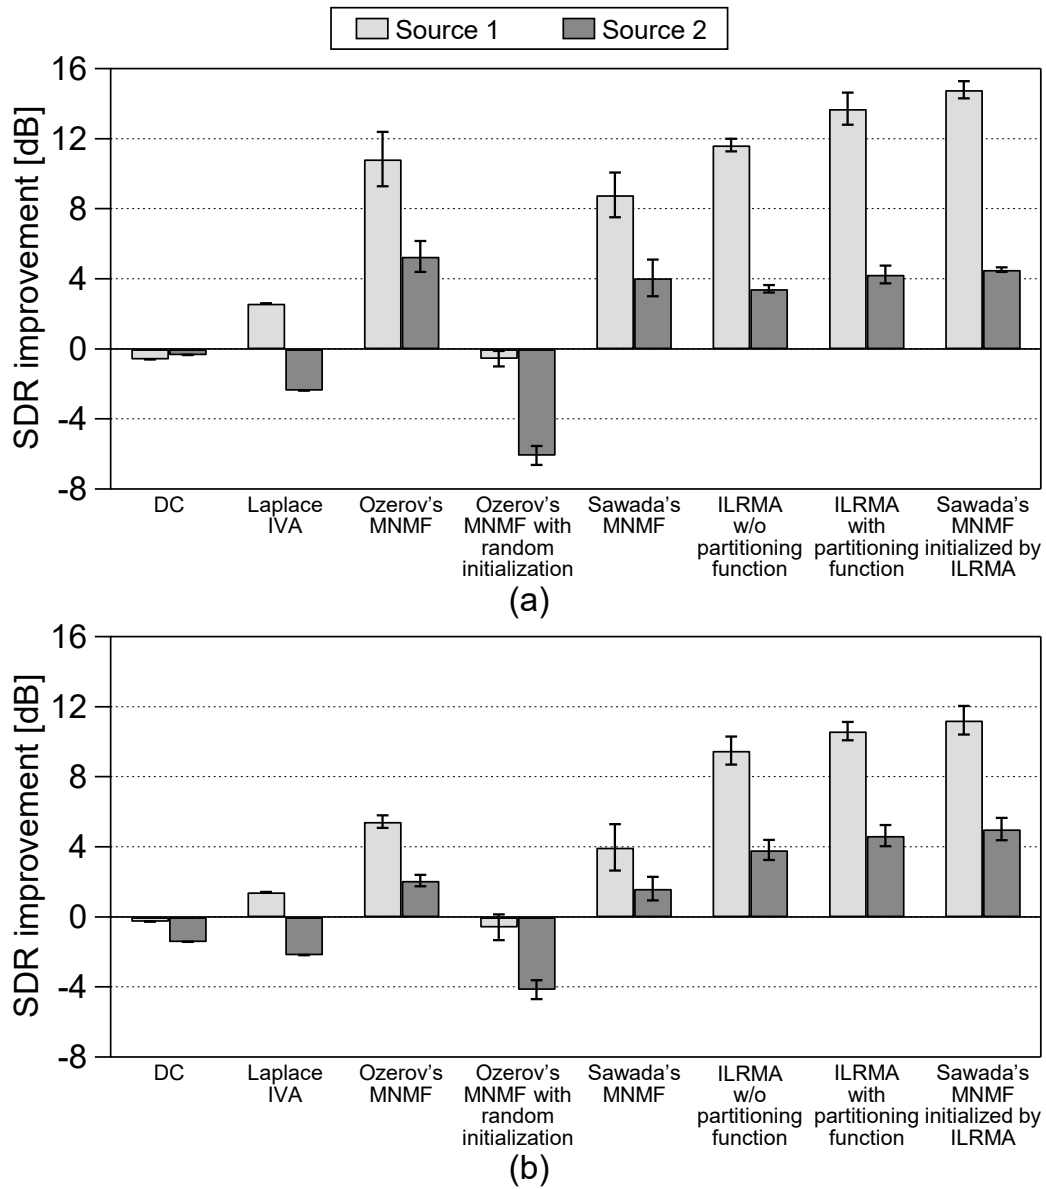 Source 1 Source 2
SDR improvement [dB]
16
12
8
4
0
-4
-8
DC
Laplace
IVA
Ozerov’s
MNMF
Ozerov’s
MNMF with
random
initialization
Sawada’s
MNMF
ILRMA
w/o
partitioning
function
ILRMA
with
partitioning
function
Sawada’s
MNMF
initialized by
ILRMA
(a)
SDR improvement [dB]
16
12
8
4
0
-4
-8
DC
Laplace
IVA
Ozerov’s
MNMF
Ozerov’s
MNMF with
random
initialization
Sawada’s
MNMF
ILRMA
w/o
partitioning
function
ILRMA
with
partitioning
function
Sawada’s
MNMF
initialized by
ILRMA
(b)